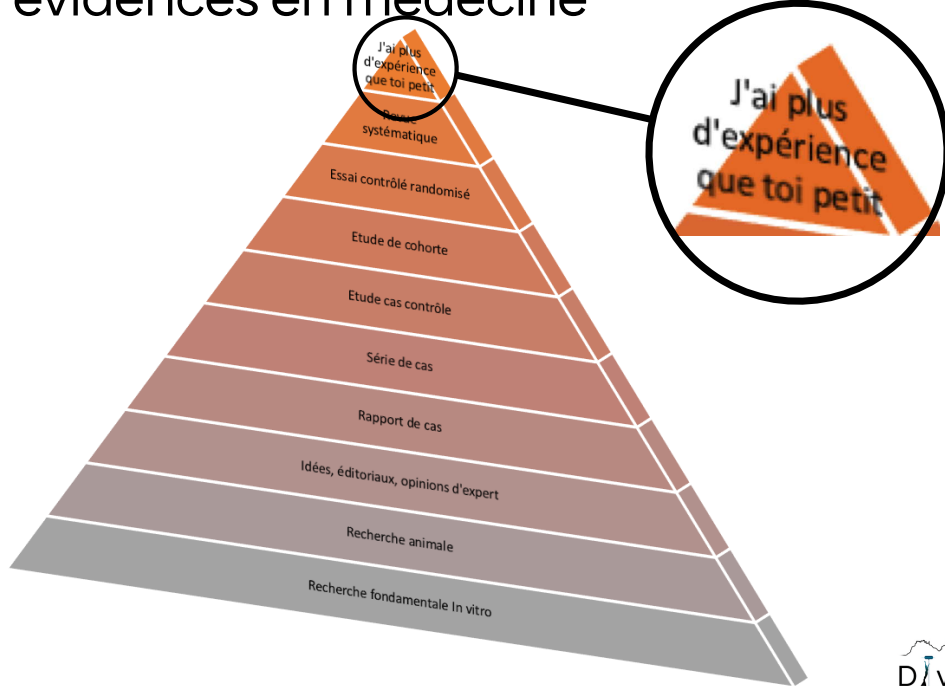 évidences en médecine
J'ai plus
d'expérience
que toi petit
J'ai plus
d'expérience
que toi petit
Revue
systématique
Essai contrôlé randomisé
Etude de cohorte
Etude cas contrôle
Série de cas
Rapport de cas
Idées, éditoriaux, opinions d'expert
Recherche animale
Recherche fondamentale In vitro